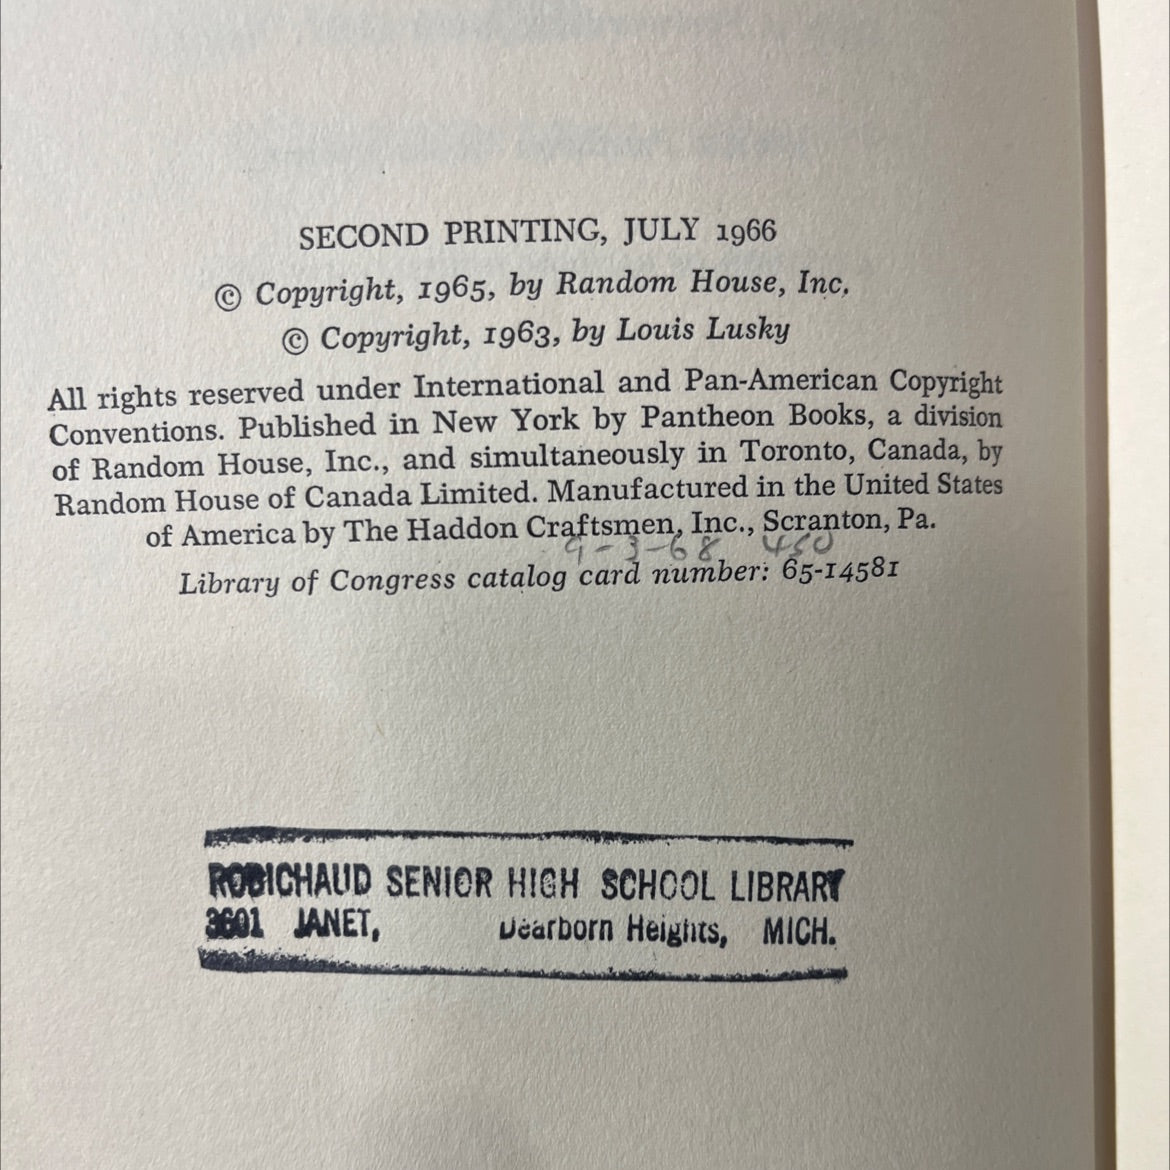 SECOND PRINTING, JULY 1966
© Copyright, 1965, by Random House, Inc.
© Copyright, 1963, by Louis Lusky
All rights reserved under International and Pan-American Copyright
Conventions. Published in New York by Pantheon Books, a division
of Random House, Inc., and simultaneously in Toronto, Canada, by
Random House of Canada Limited. Manufactured in the United States
of America by The Haddon Craftsmen, Inc., Scranton, Pa.
9-3-68 450
Library of Congress catalog card number: 65-14581
ROBICHAUD SENIOR HIGH SCHOOL LIBRARY
3601 JANET, Dearborn Heights, MICH.